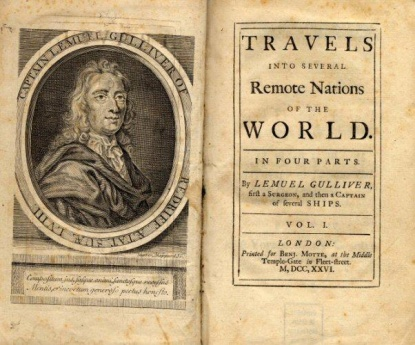 CAPTAIN LEMUEL GULLIVER OF
REDRIFF ÆTAT. SUÆ LVIII.
Compositum jus, fasque animi, sanctosque recessus
Mentis, et incoctum generoso pectus honesto.
TRAVELS
INTO SEVERAL
Remote Nations
OF THE
WORLD.
IN FOUR PARTS.
By LEMUEL GULLIVER,
first a SURGEON, and then a CAPTAIN
of several SHIPS.
VOL. I.
LONDON:
Printed for BENJ. MOTTE, at the Middle
Temple-Gate in Fleet-street.
M, DCC, XXVI.